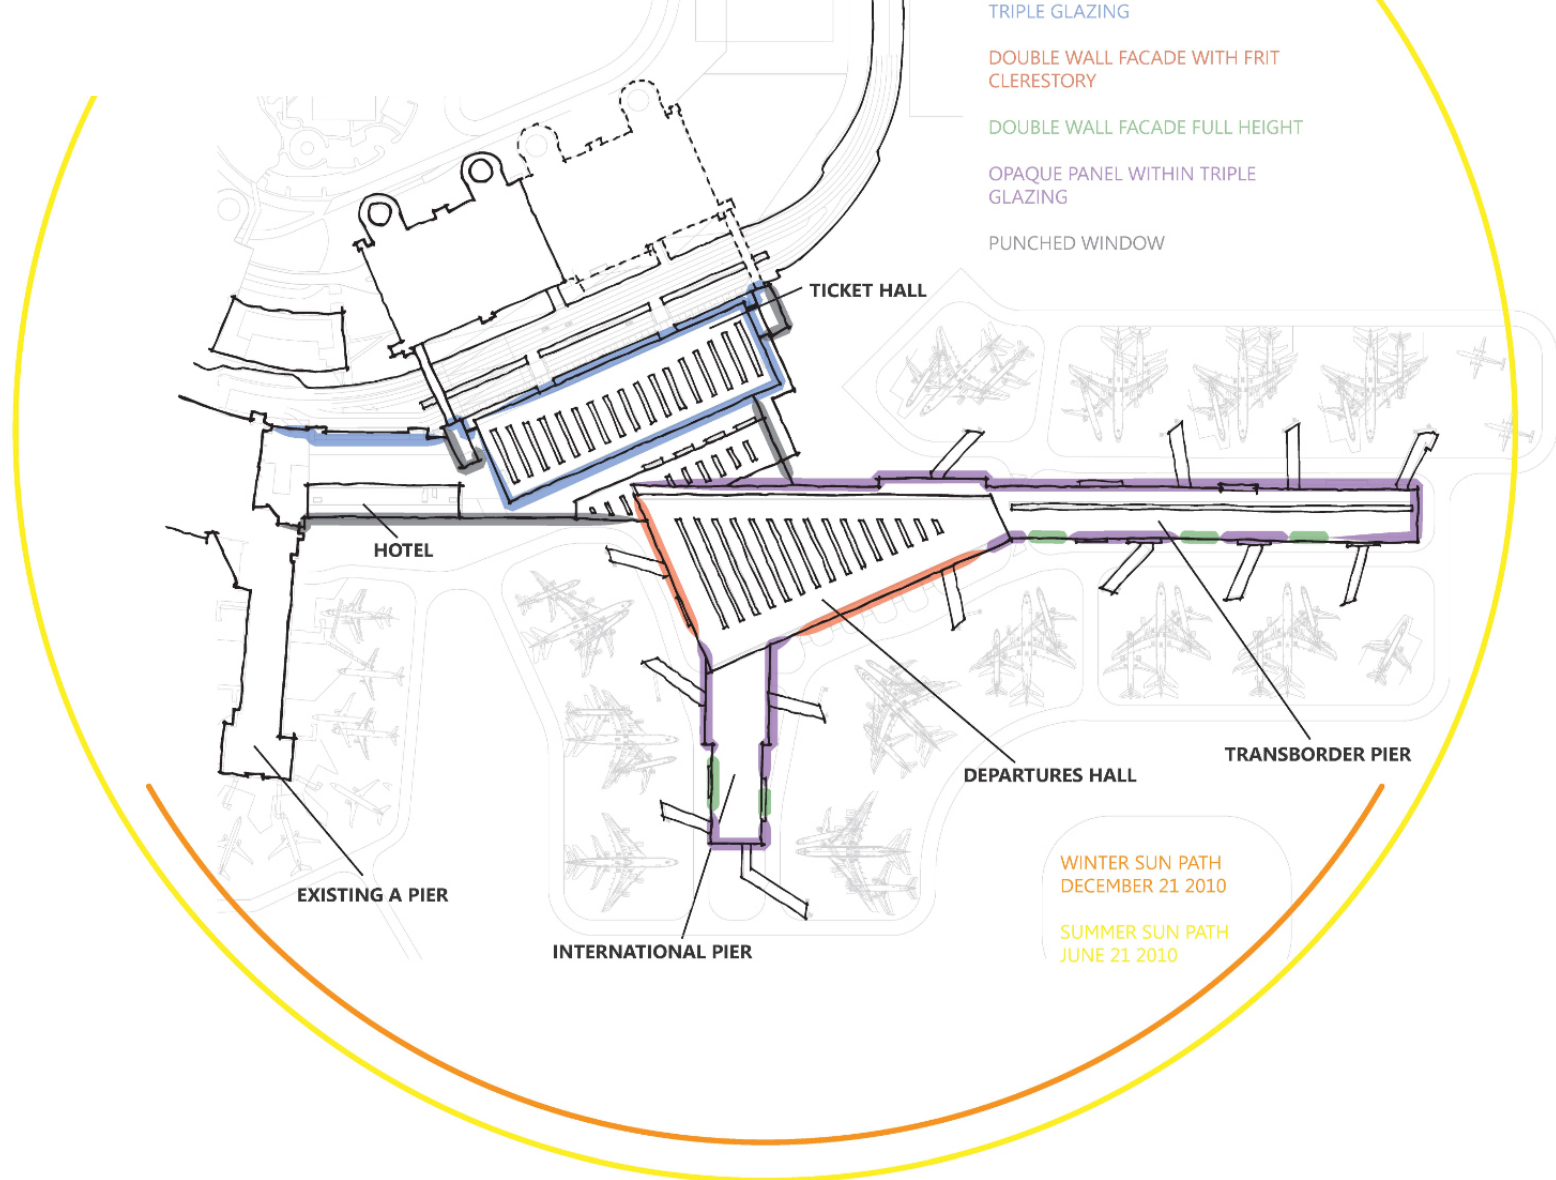 TRIPLE GLAZING
DOUBLE WALL FACADE WITH FRIT
CLERESTORY
DOUBLE WALL FACADE FULL HEIGHT
OPAQUE PANEL WITHIN TRIPLE
GLAZING
PUNCHED WINDOW
TICKET HALL
HOTEL
TRANSBORDER PIER
DEPARTURES HALL
EXISTING A PIER
INTERNATIONAL PIER
WINTER SUN PATH
DECEMBER 21 2010
SUMMER SUN PATH
JUNE 21 2010